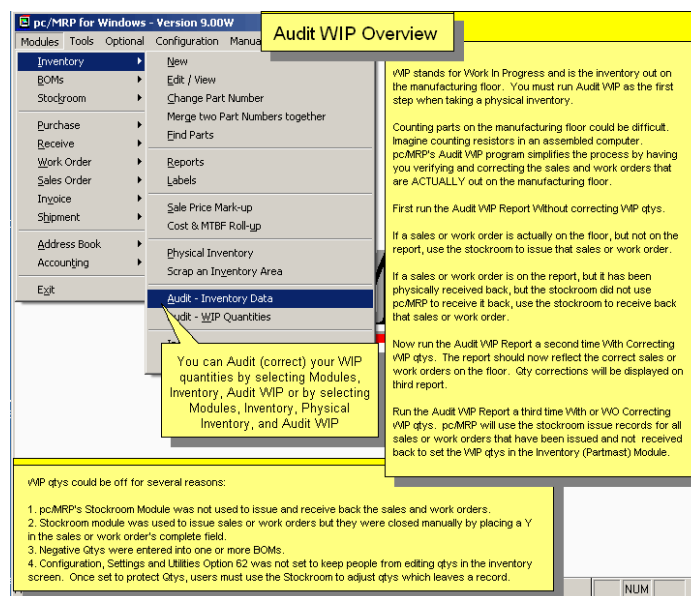 pc/MRP for Windows - Version 9.00W
Audit WIP Overview
Modules Tools Optional Configuration Manua
Inventory
BOMs
Stockroom
Purchase
Receive
Work Order
Sales Order
Invoice
Shipment
Address Book
Accounting
Exit
New
Edit / View
Change Part Number
Merge two Part Numbers together
Find Parts
Reports
Labels
Sale Price Mark-up
Cost & MTBF Roll-up
Physical Inventory
Scrap an Inventory Area
Audit - Inventory Data
Audit - WIP Quantities
You can Audit (correct) your WIP
quantities by selecting Modules,
Inventory, Audit WIP or by selecting
Modules, Inventory, Physical
Inventory, and Audit WIP
WIP stands for Work In Progress and is the inventory out on
the manufacturing floor. You must run Audit WIP as the first
step when taking a physical inventory.
Counting parts on the manufacturing floor could be difficult.
Imagine counting resistors in an assembled computer.
pc/MRP's Audit WIP program simplifies the process by having
you verifying and correcting the sales and work orders that
are ACTUALLY out on the manufacturing floor.
First run the Audit WIP Report Without correcting WIP qtys.
If a sales or work order is actually on the floor, but not on the
report, use the stockroom to issue that sales or work order.
If a sales or work order is on the report, but it has been
physically received back, but the stockroom did not use
pc/MRP to receive it back, use the stockroom to receive back
that sales or work order.
Now run the Audit WIP Report a second time With Correcting
WIP qtys. The report should now reflect the correct sales or
work orders on the floor. Qty corrections will be displayed on
third report.
Run the Audit WIP Report a third time With or WO Correcting
WIP qtys. pc/MRP will use the stockroom issue records for all
sales or work orders that have been issued and not received
back to set the WIP qtys in the Inventory (Partmast) Module.
WIP qtys could be off for several reasons:
1. pc/MRP's Stockroom Module was not used to issue and receive back the sales and work orders.
2. Stockroom module was used to issue sales or work orders but they were closed manually by placing a Y
in the sales or work order's complete field.
3. Negative Qtys were entered into one or more BOMs.
4. Configuration, Settings and Utilities Option 62 was not set to keep people from editing qtys in the inventory
screen. Once set to protect Qtys, users must use the Stockroom to adjust qtys which leaves a record.
NUM